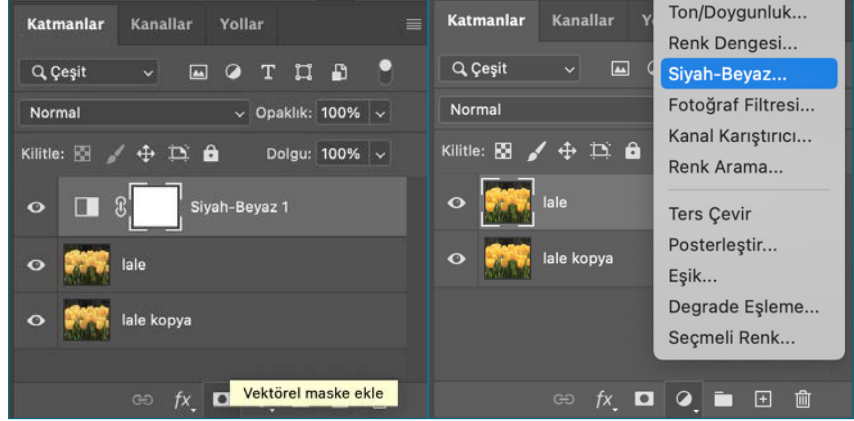 Katmanlar Kanallar Yollar
Çeşit
Normal Opaklık: 100%
Kilitle: Dolgu: 100%
Siyah-Beyaz 1
lale
lale kopya
fx
Vektörel maske ekle
Katmanlar Kanallar
Çeşit
Normal
Kilitle:
lale
lale kopya
fx
Ton/Doygunluk...
Renk Dengesi...
Siyah-Beyaz...
Fotoğraf Filtresi...
Kanal Karıştırıcı...
Renk Arama...
Ters Çevir
Posterleştir...
Eşik...
Degrade Eşleme...
Seçmeli Renk...